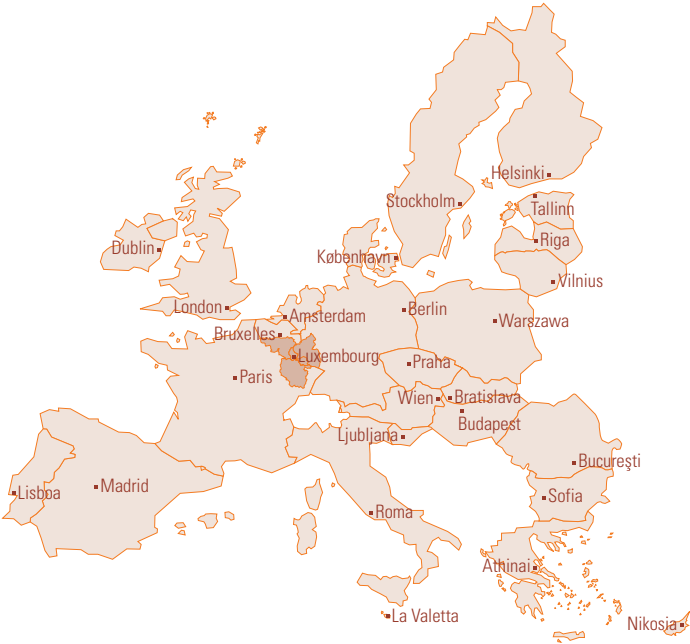 Helsinki
Stockholm
Tallinn
Riga
Dublin
København
Vilnius
London
Berlin
Amsterdam
Warszawa
Bruxelles
Luxembourg
Praha
Paris
Wien
Bratislava
Budapest
Ljubljana
Bucureşti
Madrid
Lisboa
Sofia
Roma
Athinai
La Valetta
Nikosia